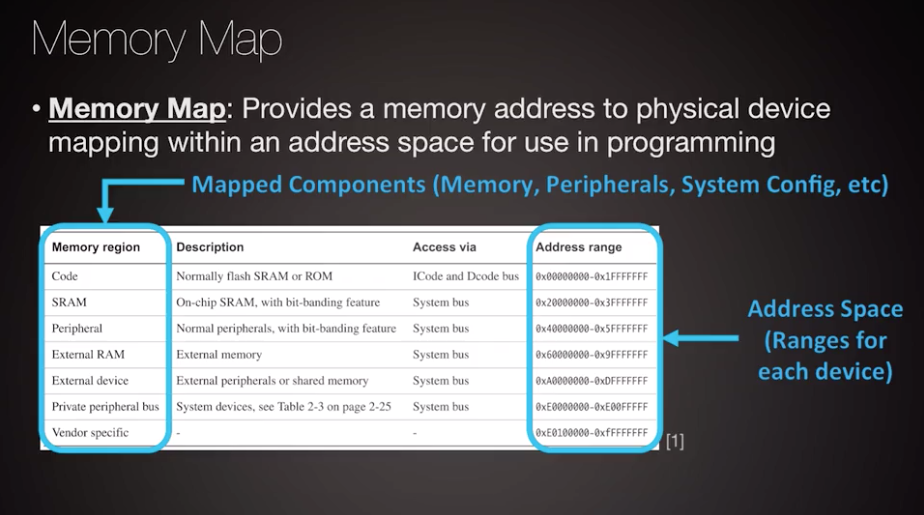 Memory Map
• Memory Map: Provides a memory address to physical device
mapping within an address space for use in programming
Mapped Components (Memory, Peripherals, System Config, etc)
Memory region Description Access via Address range
Code Normally flash SRAM or ROM ICode and Dcode bus 0x00000000-0x1FFFFFFF
SRAM On-chip SRAM, with bit-banding feature System bus 0x20000000-0x3FFFFFFF
Peripheral Normal peripherals, with bit-banding feature System bus 0x40000000-0x5FFFFFFF
External RAM External memory System bus 0x60000000-0x9FFFFFFF
External device External peripherals or shared memory System bus 0xA0000000-0xDFFFFFFF
Private peripheral bus System devices, see Table 2-3 on page 2-25 System bus 0xE0000000-0xE00FFFFF
Vendor specific - - 0xE0100000-0xfFFFFFFF
Address Space
(Ranges for
each device)
[1]